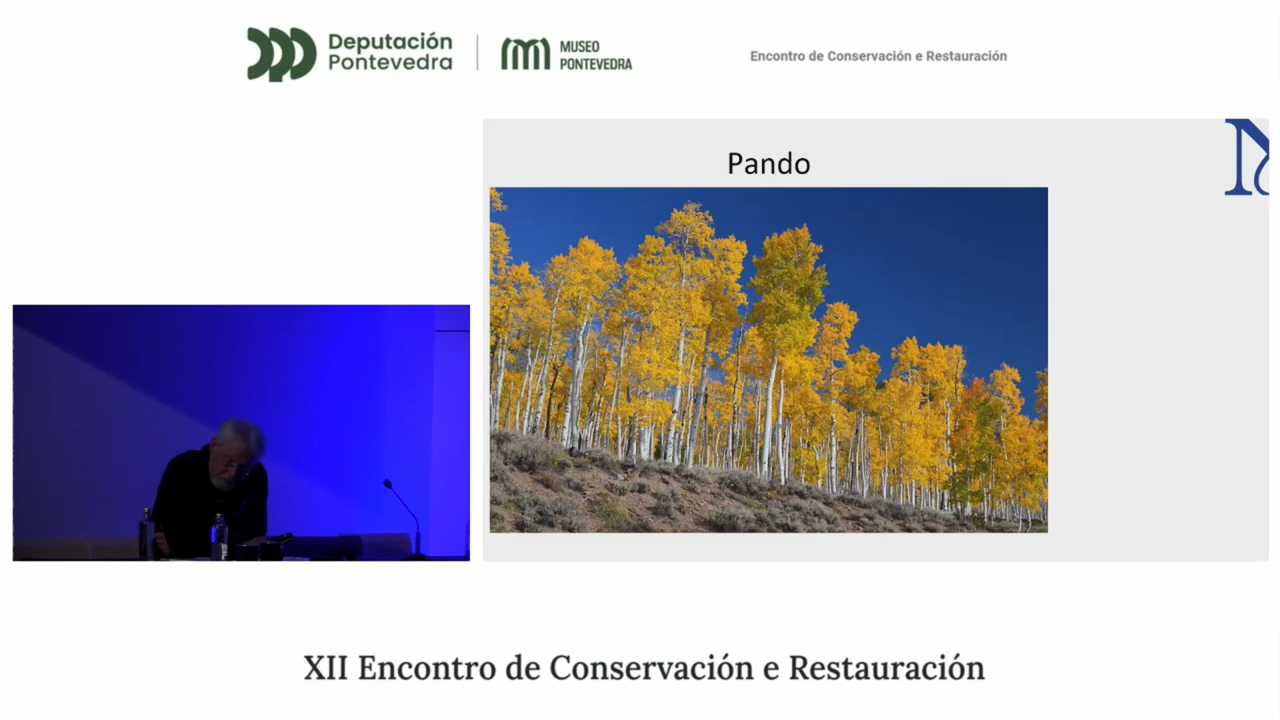 Deputación
Pontevedra
MUSEO
PONTEVEDRA
Encontro de Conservación e Restauración
Pando
XII Encontro de Conservación e Restauración